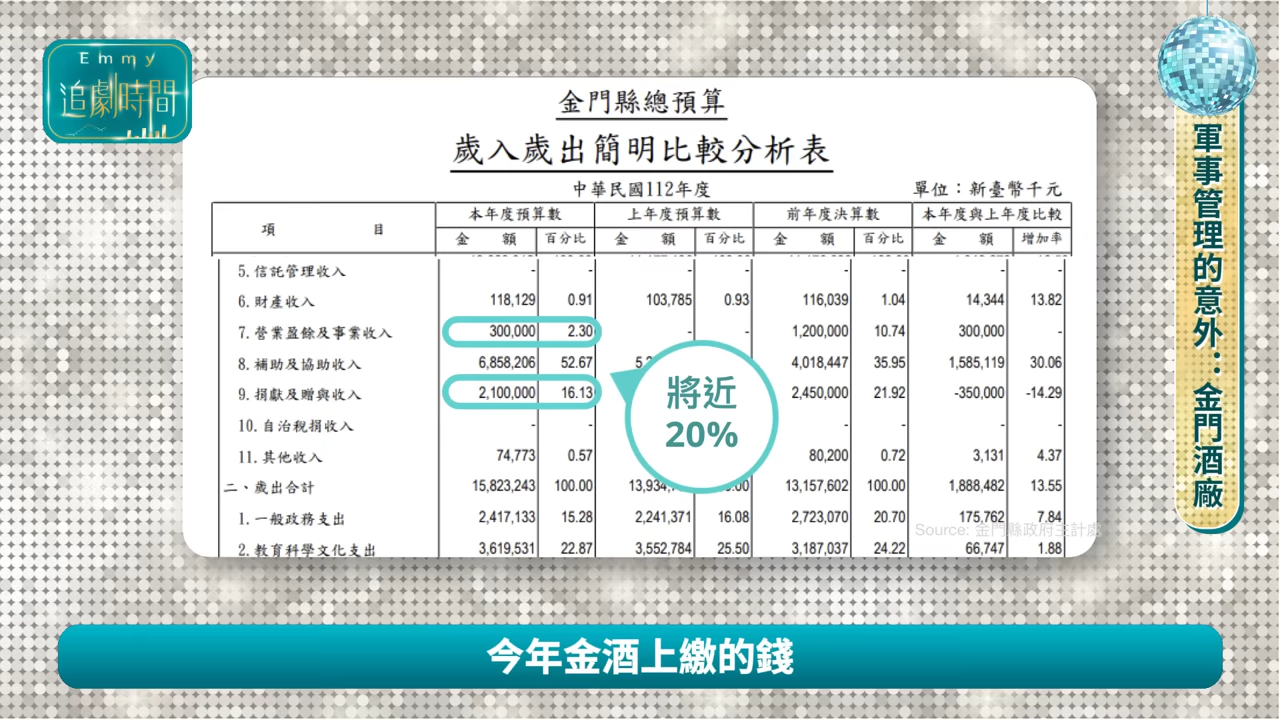 Emmy
追劇時間
金門縣總預算
歲入歲出簡明比較分析表
中華民國112年度 單位：新臺幣千元
項 目 本年度預算數 上年度預算數 前年度決算數 本年度與上年度比較
金 額 百分比 金 額 百分比 金 額 百分比 金 額 增加率
5.信託管理收入 - - - - - - - -
6.財產收入 118,129 0.91 103,785 0.93 116,039 1.04 14,344 13.82
7.營業盈餘及事業收入 300,000 2.30 - - 1,200,000 10.74 300,000 -
8.補助及協助收入 6,858,206 52.67 4,018,447 35.95 1,585,119 30.06
9.捐獻及贈與收入 2,100,000 16.13 2,450,000 21.92 -350,000 -14.29
10.自治稅捐收入 - - - - - -
11.其他收入 74,773 0.57 80,200 0.72 3,131 4.37
二、歲出合計 15,823,243 100.00 13,157,602 100.00 1,888,482 13.55
1.一般政務支出 2,417,133 15.28 2,241,371 16.08 2,723,070 20.70 175,762 7.84
2.教育科學文化支出 3,619,531 22.87 3,552,784 25.50 3,187,037 24.22 66,747 1.88
將近
20%
Source: 金門縣政府主計處
軍事管理的意外：金門酒廠
今年金酒上繳的錢